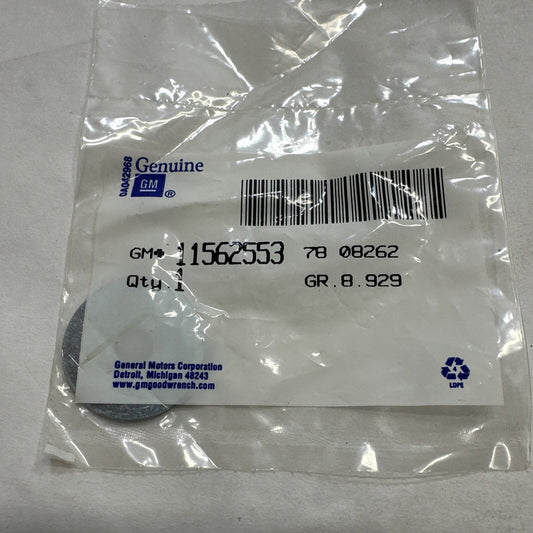 0A042968
Genuine
GM ®
GM# 11562553 78 08262
Qty. 1 GR.8.929
General Motors Corporation
Detroit, Michigan 48243
www.gmgoodwrench.com
LDPE